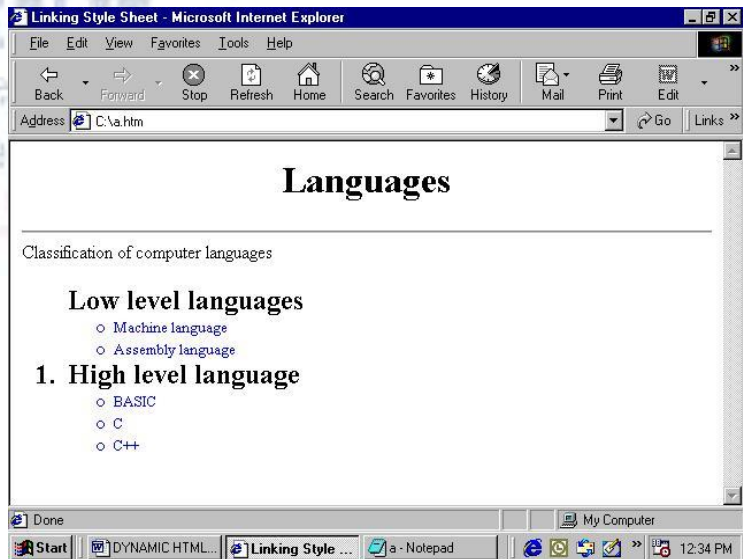 Linking Style Sheet - Microsoft Internet Explorer
File Edit View Favorites Tools Help
Back Forward Stop Refresh Home Search Favorites History Mail Print Edit »
Address C:\a.htm Go Links »
Languages
Classification of computer languages
Low level languages
Machine language
Assembly language
1. High level language
BASIC
C
C++
Done My Computer
Start DYNAMIC HTML... Linking Style ... a - Notepad » 12:34 PM